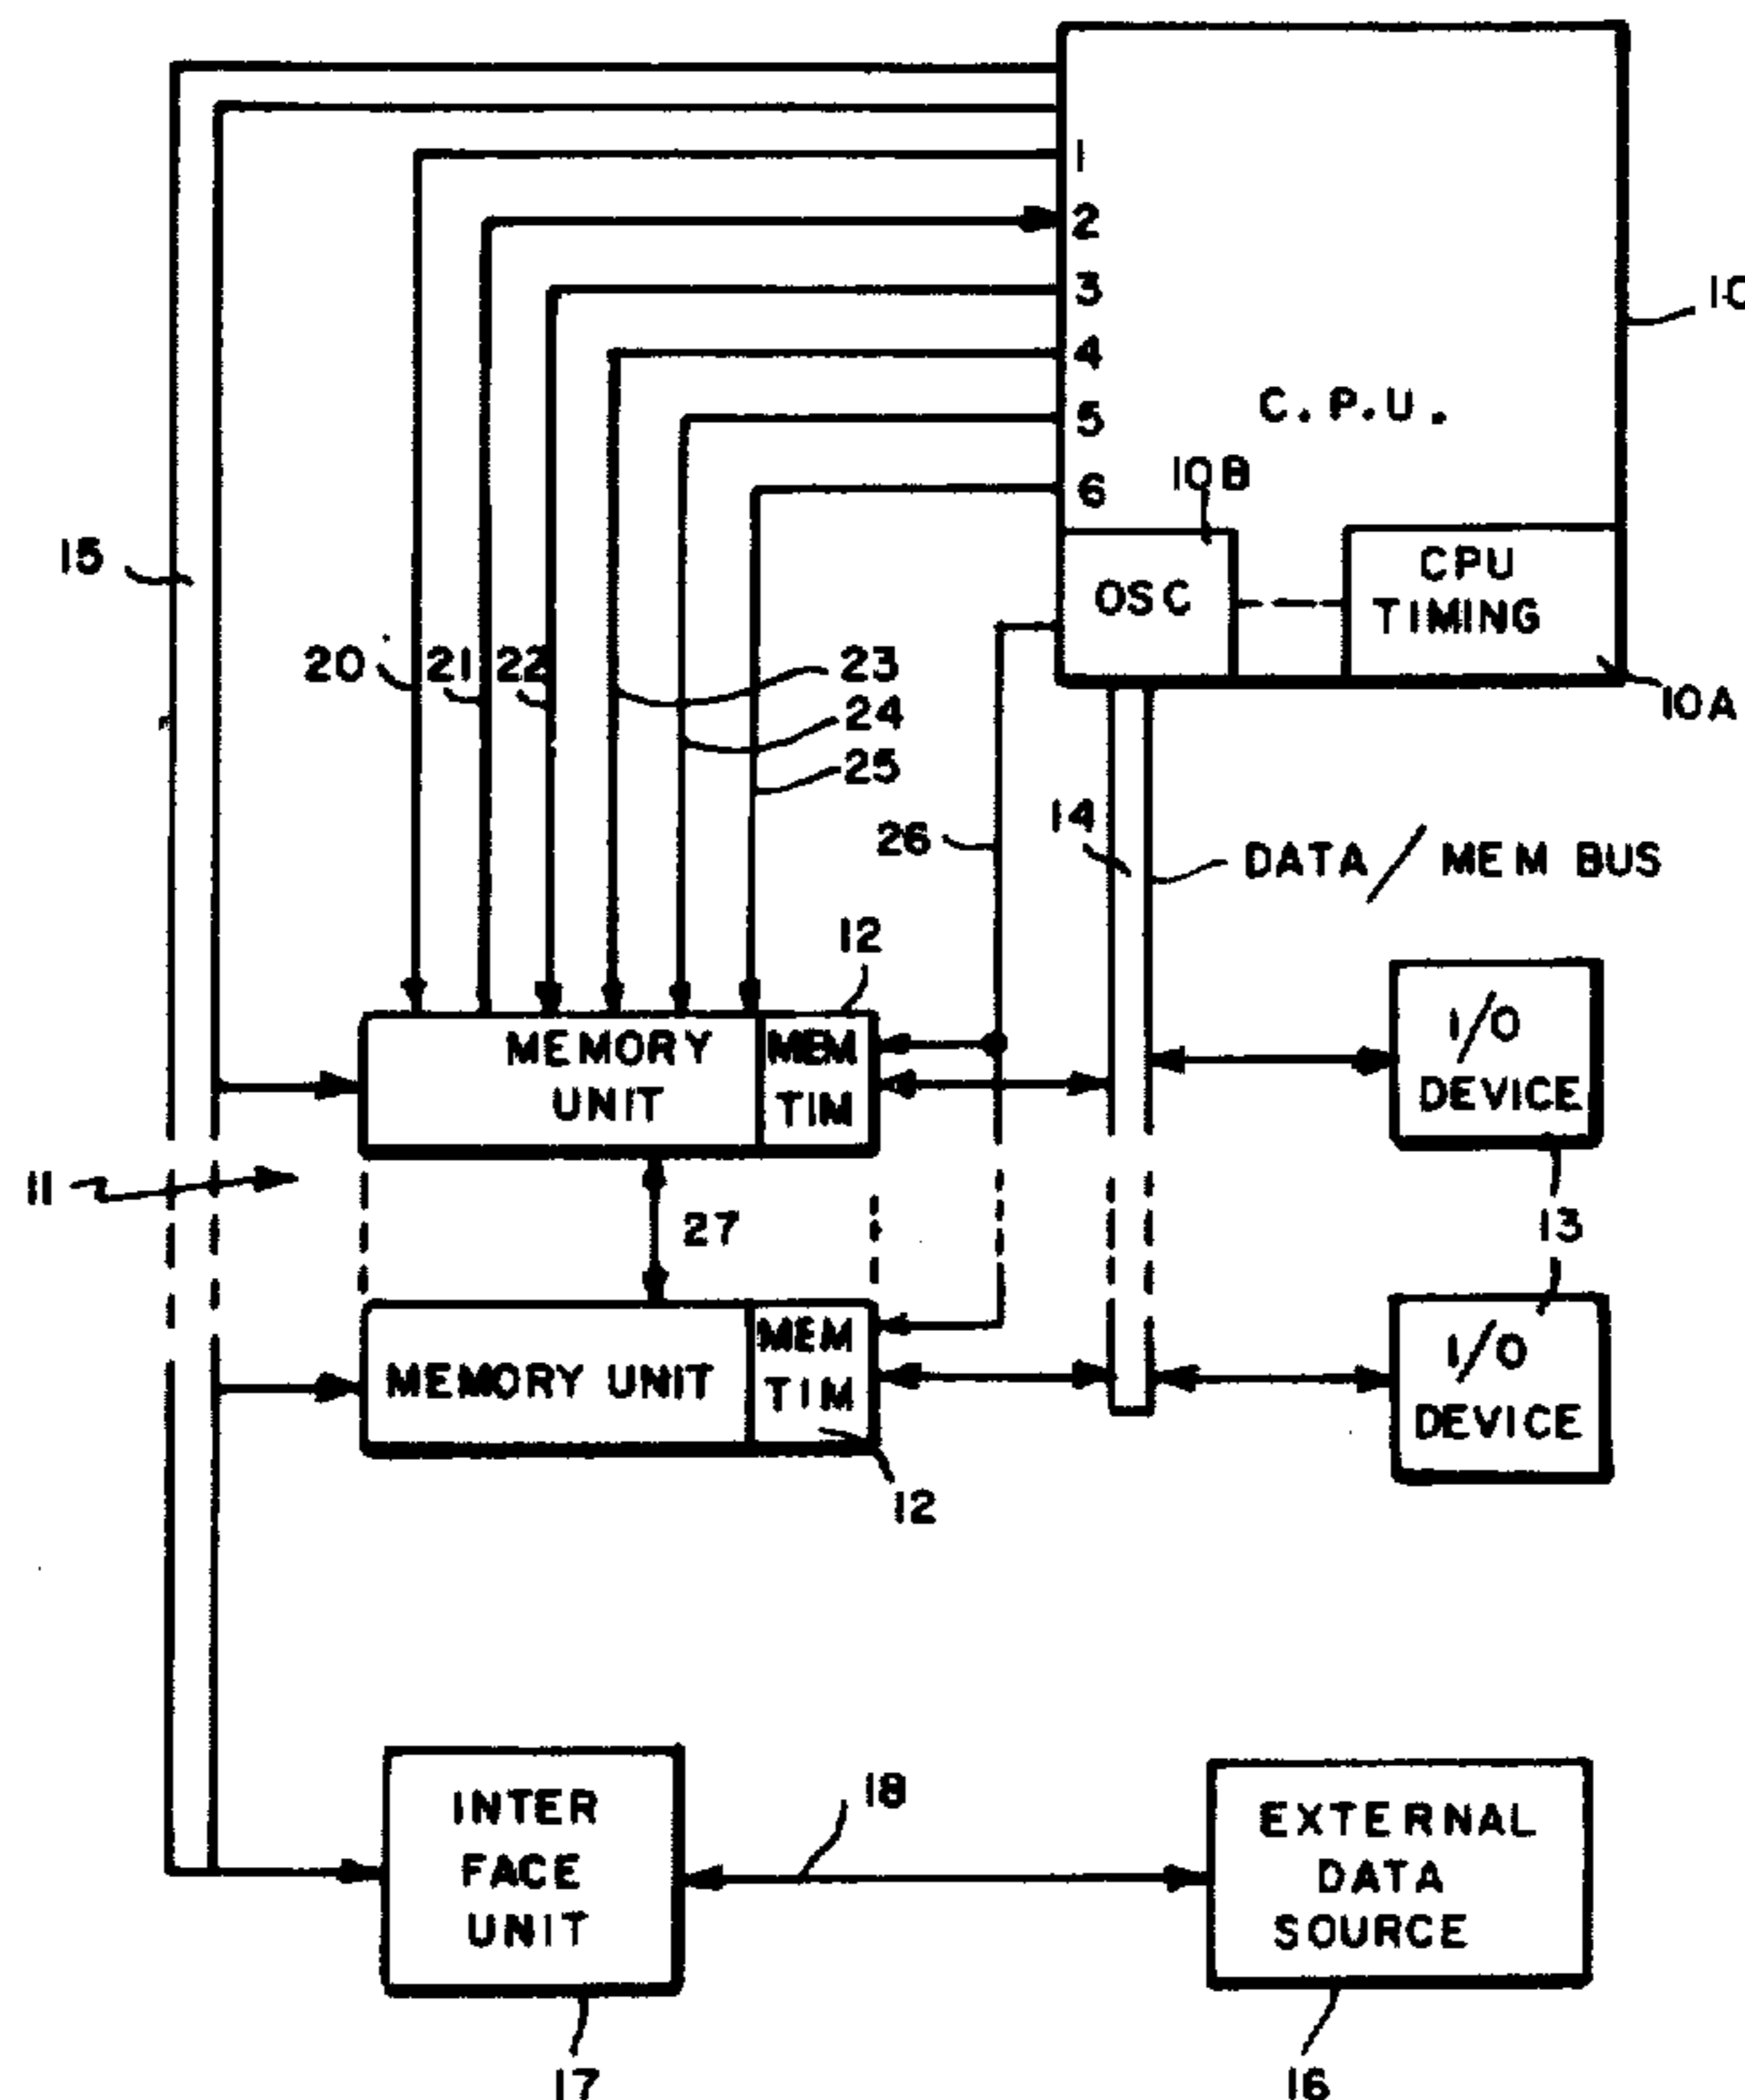 1
2
3
10
4
C.P.U.
5
10B
6
15
OSC
CPU
TIMING
20
21
22
23
10A
24
25
14
26
DATA/MEM BUS
12
MEMORY
UNIT
MEM
TIM
I/O
DEVICE
11
27
13
MEMORY UNIT
MEM
TIM
I/O
DEVICE
12
18
INTER
FACE
UNIT
EXTERNAL
DATA
SOURCE
17
16